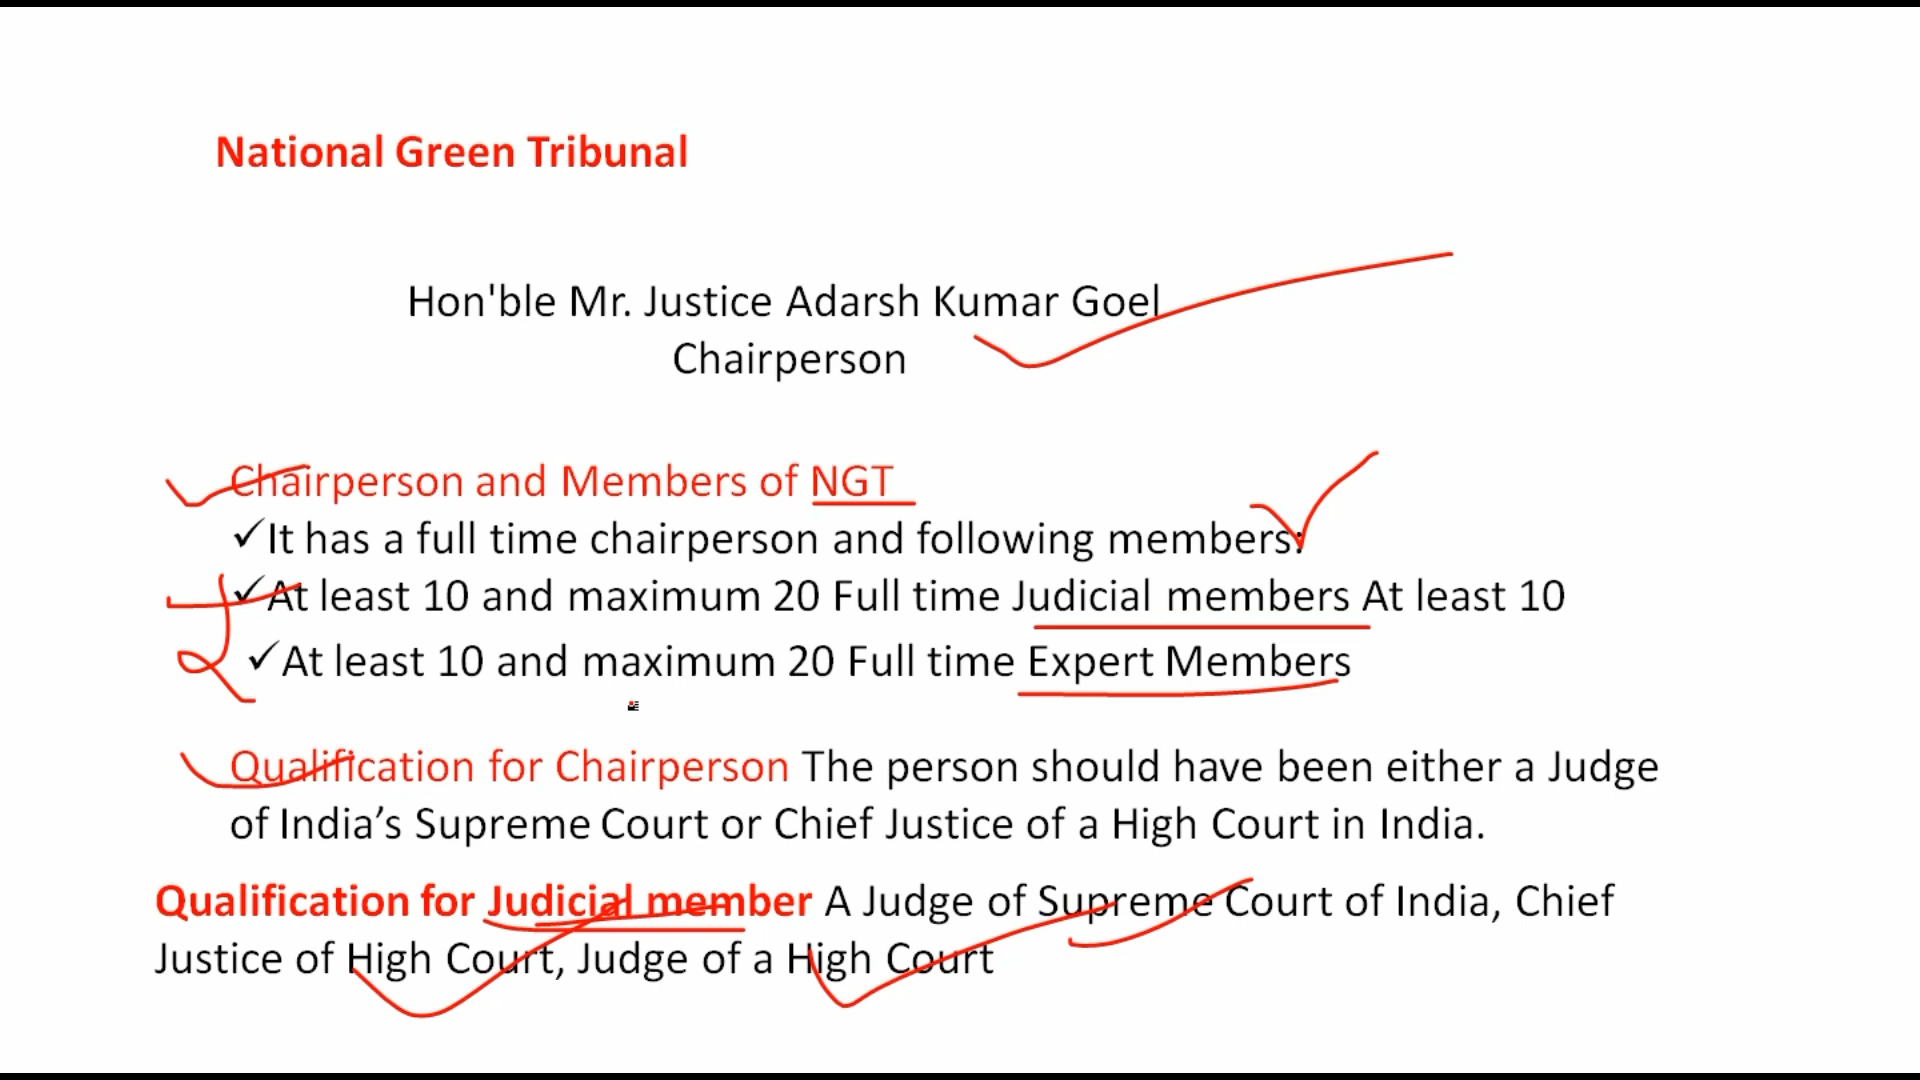 National Green Tribunal
Hon'ble Mr. Justice Adarsh Kumar Goel
Chairperson
Chairperson and Members of NGT
✓It has a full time chairperson and following members:
✓At least 10 and maximum 20 Full time Judicial members At least 10
✓At least 10 and maximum 20 Full time Expert Members
Qualification for Chairperson The person should have been either a Judge
of India’s Supreme Court or Chief Justice of a High Court in India.
Qualification for Judicial member A Judge of Supreme Court of India, Chief
Justice of High Court, Judge of a High Court